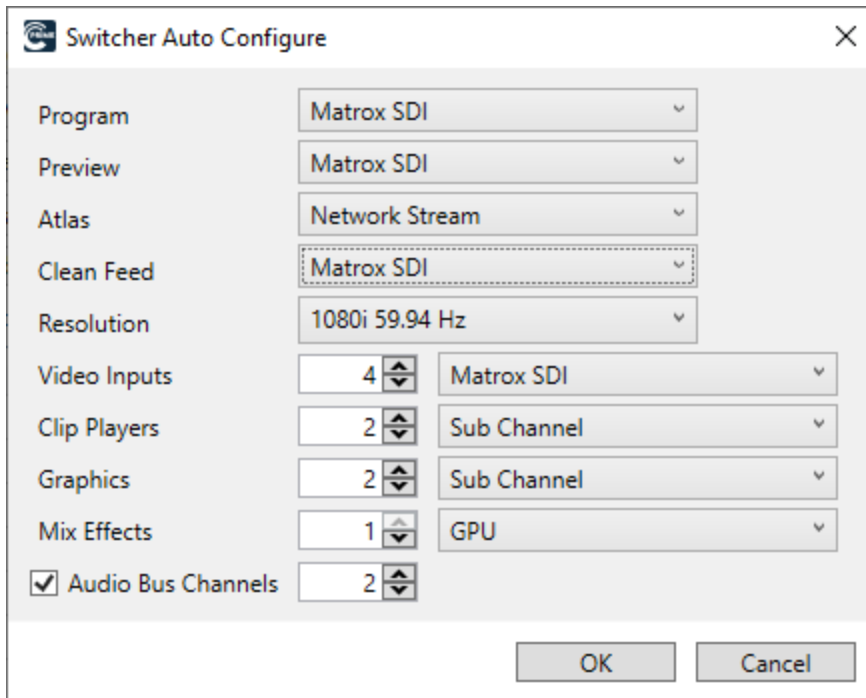 PRIME Switcher Auto Configure
Program Matrox SDI
Preview Matrox SDI
Atlas Network Stream
Clean Feed Matrox SDI
Resolution 1080i 59.94 Hz
Video Inputs 4 Matrox SDI
Clip Players 2 Sub Channel
Graphics 2 Sub Channel
Mix Effects 1 GPU
Audio Bus Channels 2
OK Cancel